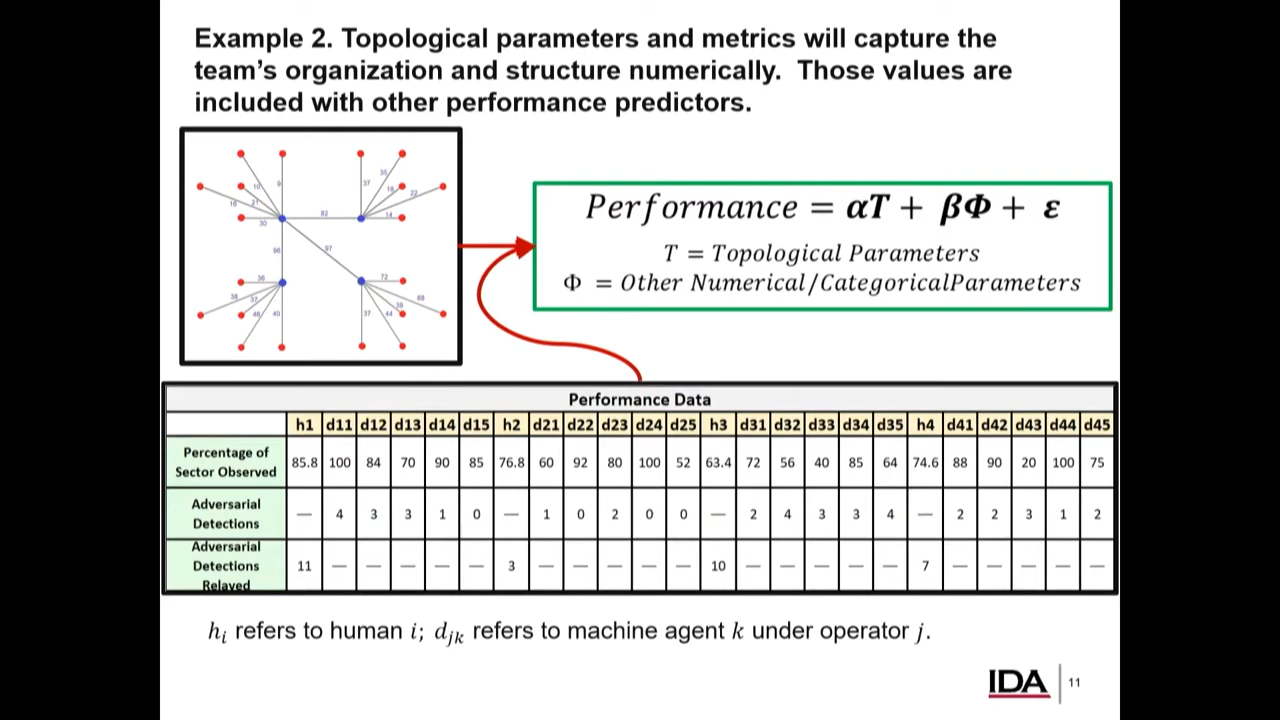 Example 2. Topological parameters and metrics will capture the
team's organization and structure numerically. Those values are
included with other performance predictors.
Performance = αT + βΦ + ε
T = Topological Parameters
Φ = Other Numerical/CategoricalParameters
Performance Data
h1 d11 d12 d13 d14 d15 h2 d21 d22 d23 d24 d25 h3 d31 d32 d33 d34 d35 h4 d41 d42 d43 d44 d45
Percentage of Sector Observed 85.8 100 84 70 90 85 76.8 60 92 80 100 52 63.4 72 56 40 85 64 74.6 88 90 20 100 75
Adversarial Detections — 4 3 3 1 0 — 1 0 2 0 0 — 2 4 3 3 4 — 2 2 3 1 2
Adversarial Detections Relayed 11 — — — — — 3 — — — — — 10 — — — — — 7 — — — — —
hi refers to human i; djk refers to machine agent k under operator j.
IDA 11